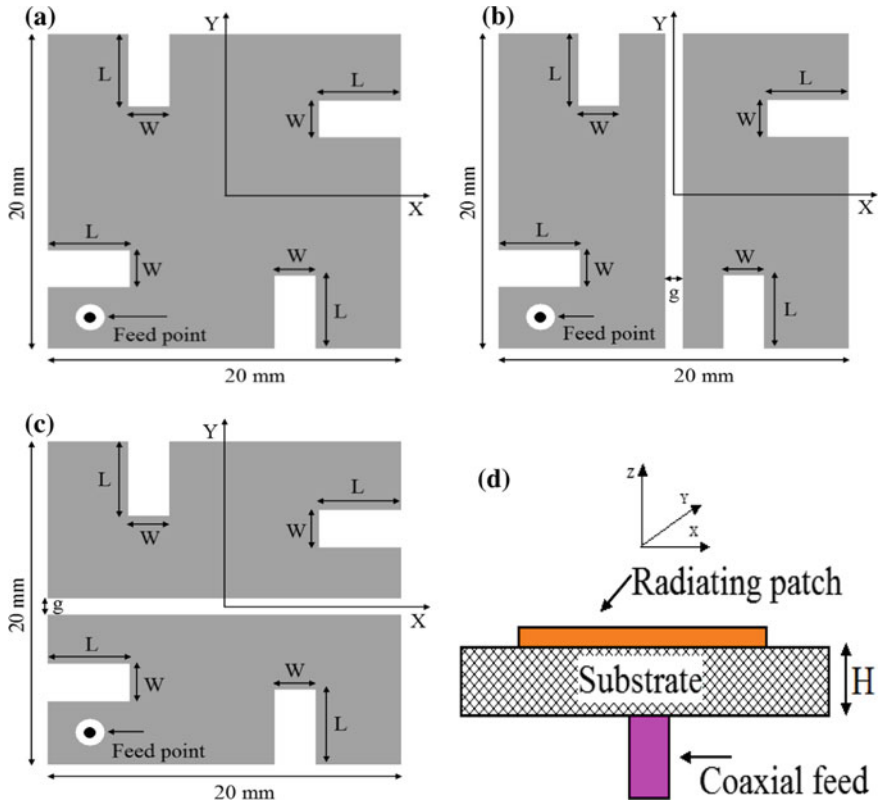 (a)
Y
L
W
L
W
20 mm
X
L
W
W
L
Feed point
20 mm
(b)
Y
L
W
L
W
20 mm
X
L
W
W
g
L
Feed point
20 mm
(c)
Y
L
W
L
W
g
20 mm
X
L
W
W
L
Feed point
20 mm
(d)
Z
Y
X
Radiating patch
Substrate
H
Coaxial feed